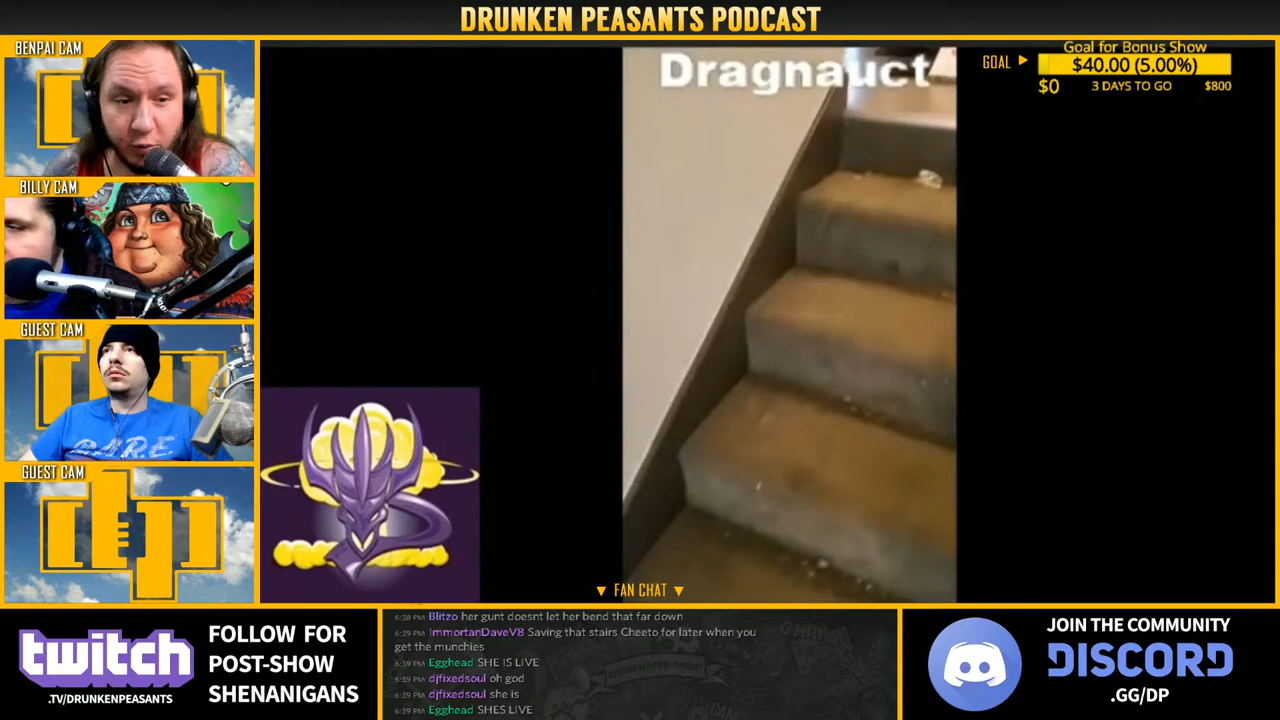 DRUNKEN PEASANTS PODCAST
BENPAI CAM
BILLY CAM
GUEST CAM
D.A.R.E.
GUEST CAM
Dragnauct
GOAL
Goal for Bonus Show
$40.00 (5.00%)
$0 3 DAYS TO GO $800
FAN CHAT
twitch
.TV/DRUNKENPEASANTS
FOLLOW FOR
POST-SHOW
SHENANIGANS
6:38 PM Blitzo her gunt doesnt let her bend that far down
6:39 PM ImmortanDaveV8 Saving that stairs Cheeto for later when you
get the munchies
6:39 PM Egghead SHE IS LIVE
6:39 PM djfixedsoul oh god
6:39 PM djfixedsoul she is
6:39 PM Egghead SHES LIVE
JOIN THE COMMUNITY
DISCORD
.GG/DP